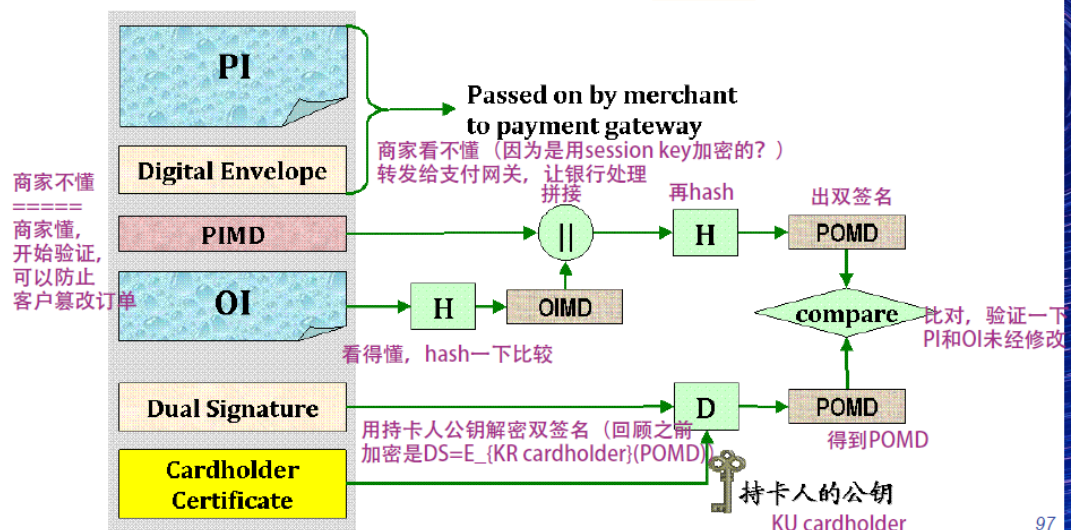 PI
Passed on by merchant
to payment gateway
商家看不懂（因为是用session key加密的？）
转发给支付网关，让银行处理
Digital Envelope
商家不懂
=====
商家懂，
开始验证，
可以防止
客户篡改订单
拼接
再hash
出双签名
PIMD
||
H
POMD
OI
H
OIMD
compare
比对，验证一下
PI和OI未经修改
看得懂，hash一下比较
Dual Signature
D
POMD
用持卡人公钥解密双签名（回顾之前
加密是DS=E_{KR cardholder}(POMD))
得到POMD
Cardholder
Certificate
持卡人的公钥
KU cardholder
97